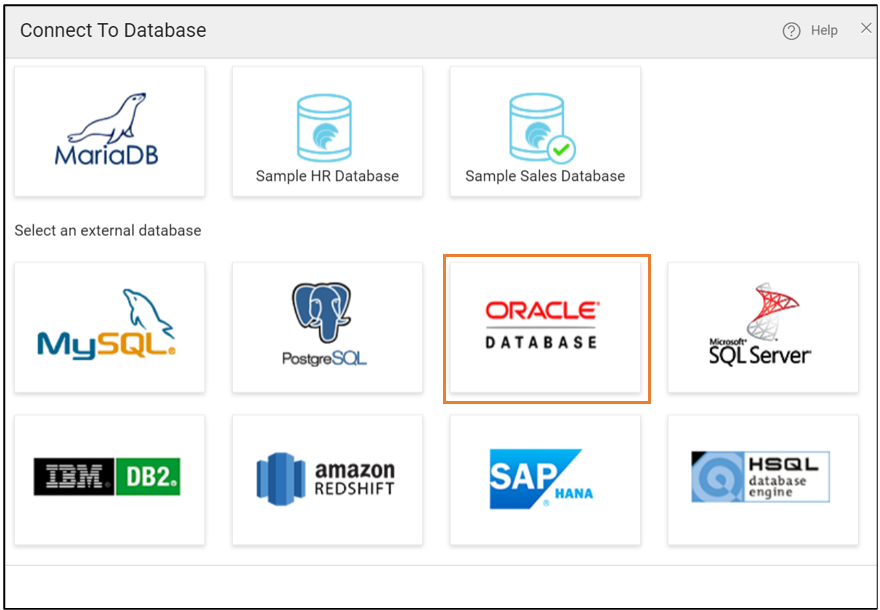 Connect To Database
? Help ×
MariaDB
Sample HR Database
Sample Sales Database
Select an external database
MySQL®
PostgreSQL
ORACLE®
DATABASE
Microsoft®
SQL Server®
IBM® DB2®
amazon
REDSHIFT
SAP® HANA
HSQL
database
engine